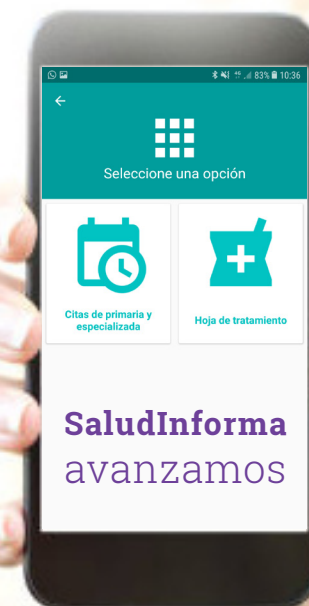 83% 10:36
Seleccione una opción
Citas de primaria y
especializada
Hoja de tratamiento
SaludInforma
avanzamos